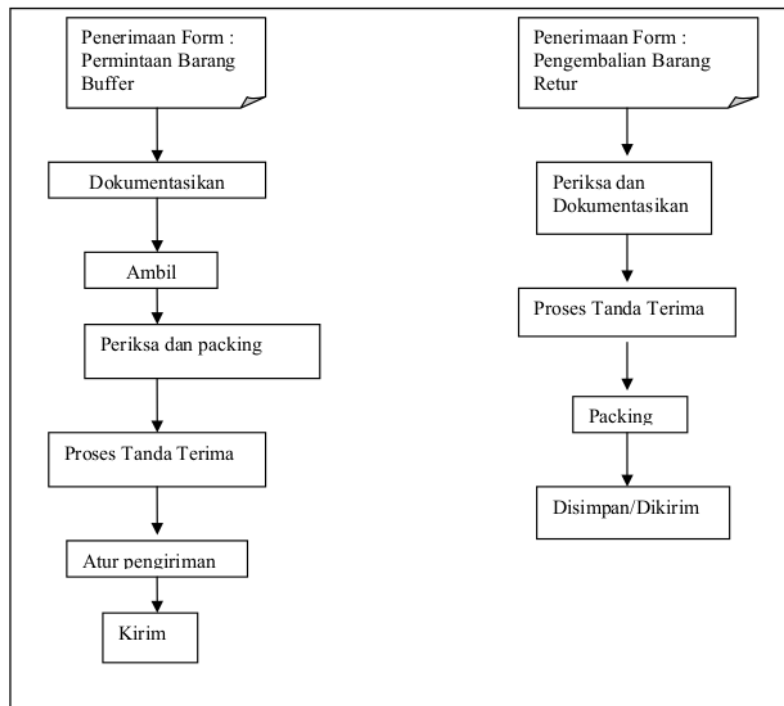 Penerimaan Form :
Permintaan Barang
Buffer
Dokumentasikan
Ambil
Periksa dan packing
Proses Tanda Terima
Atur pengiriman
Kirim
Penerimaan Form :
Pengembalian Barang
Retur
Periksa dan
Dokumentasikan
Proses Tanda Terima
Packing
Disimpan/Dikirim